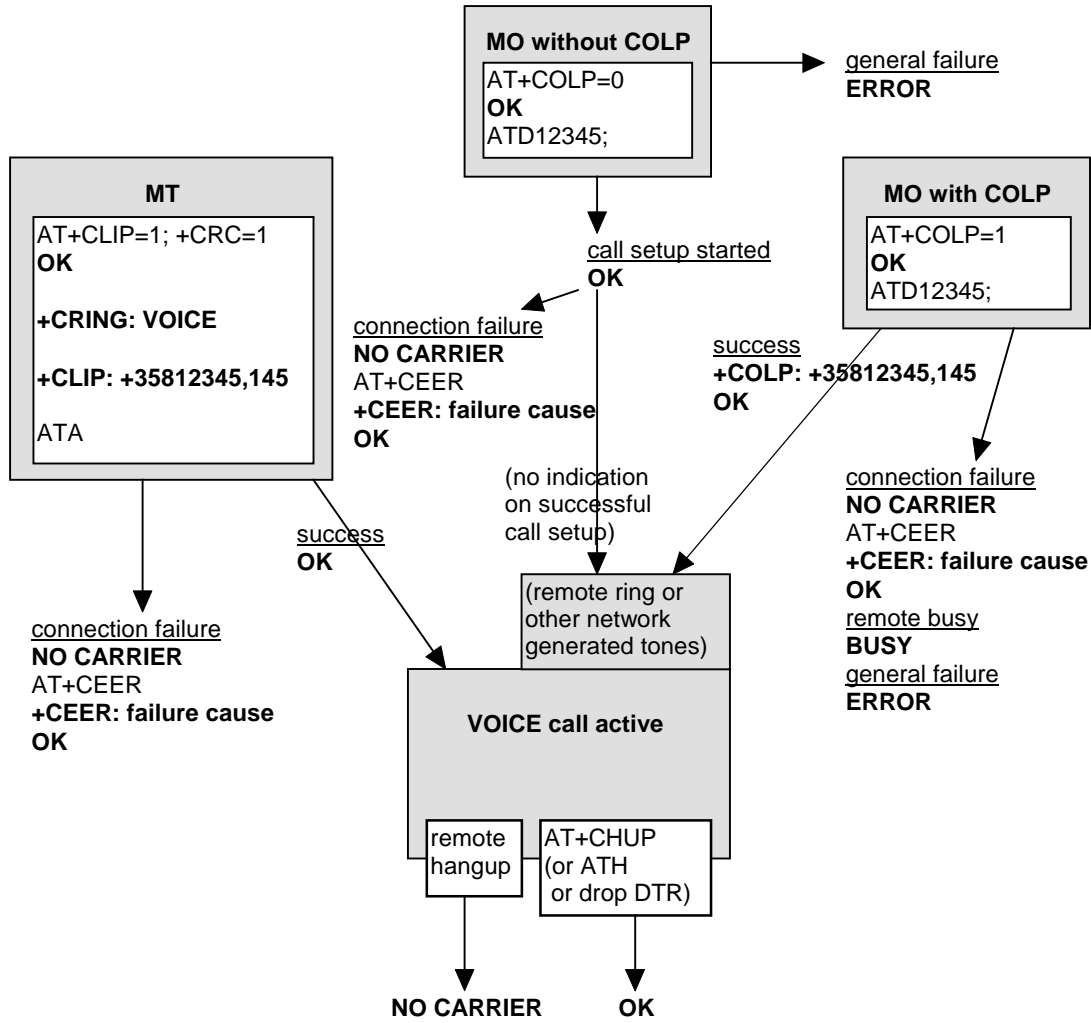 MO without COLP
AT+COLP=0
OK
ATD12345;
general failure
ERROR
MT
AT+CLIP=1; +CRC=1
OK
+CRING: VOICE
+CLIP: +35812345,145
ATA
MO with COLP
AT+COLP=1
OK
ATD12345;
call setup started
OK
connection failure
NO CARRIER
AT+CEER
+CEER: failure cause
OK
success
+COLP: +35812345,145
OK
(no indication
on successful
call setup)
success
OK
connection failure
NO CARRIER
AT+CEER
+CEER: failure cause
OK
remote busy
BUSY
general failure
ERROR
connection failure
NO CARRIER
AT+CEER
+CEER: failure cause
OK
(remote ring or
other network
generated tones)
VOICE call active
remote
hangup
AT+CHUP
(or ATH
or drop DTR)
NO CARRIER
OK